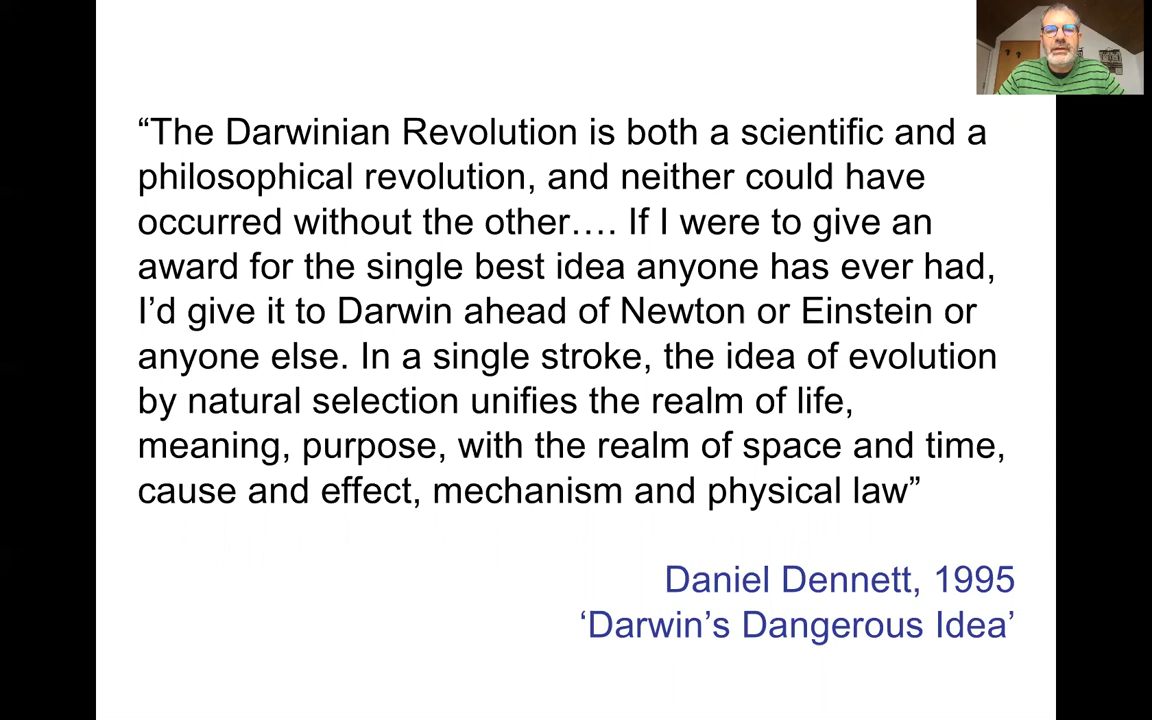 “The Darwinian Revolution is both a scientific and a
philosophical revolution, and neither could have
occurred without the other…. If I were to give an
award for the single best idea anyone has ever had,
I’d give it to Darwin ahead of Newton or Einstein or
anyone else. In a single stroke, the idea of evolution
by natural selection unifies the realm of life,
meaning, purpose, with the realm of space and time,
cause and effect, mechanism and physical law”
Daniel Dennett, 1995
‘Darwin’s Dangerous Idea’